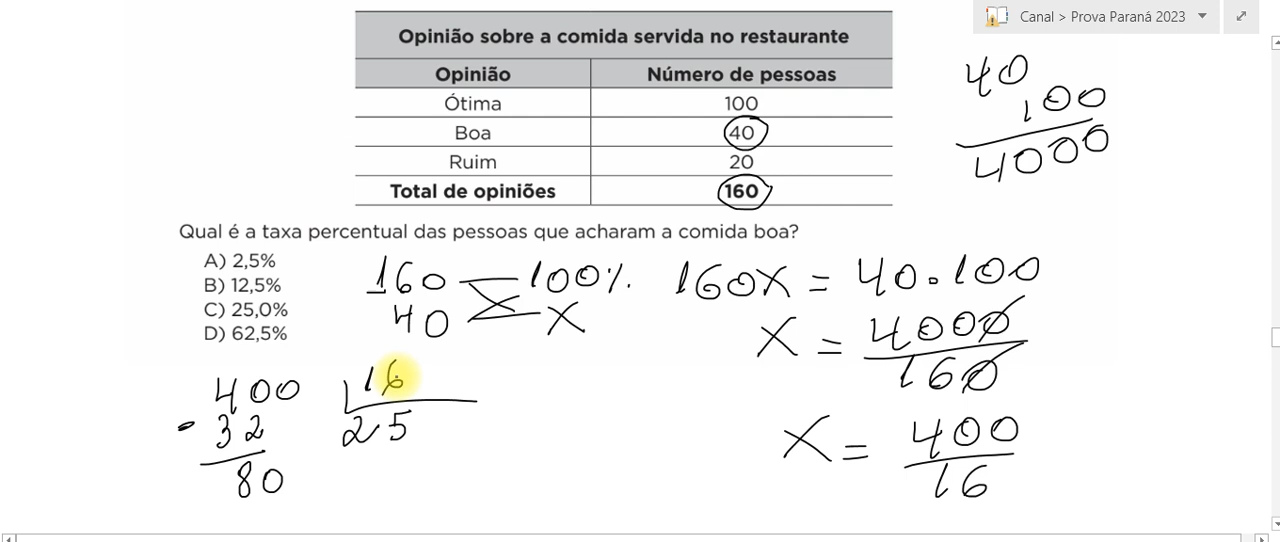 Canal > Prova Paraná 2023
Opinião sobre a comida servida no restaurante
Opinião Número de pessoas
Ótima 100
Boa 40
Ruim 20
Total de opiniões 160
40
100
4000
Qual é a taxa percentual das pessoas que acharam a comida boa?
A) 2,5%
B) 12,5%
C) 25,0%
D) 62,5%
160 100%
40 X
160X = 40.100
X = 4000
160
X = 400
16
400 16
- 32 25
80